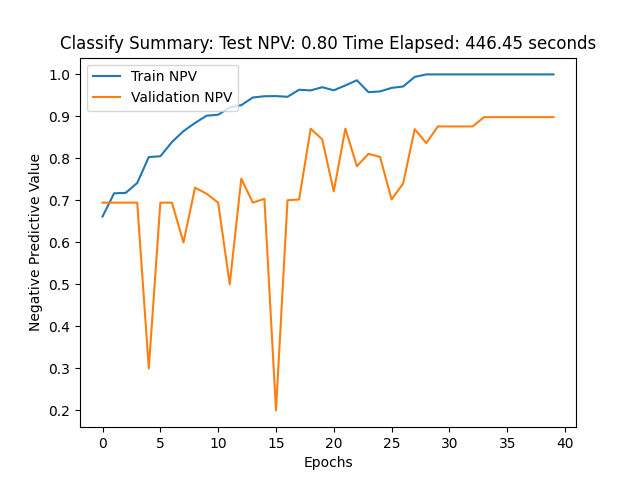 Classify Summary: Test NPV: 0.80 Time Elapsed: 446.45 seconds
Train NPV
Validation NPV
Negative Predictive Value
1.0
0.9
0.8
0.7
0.6
0.5
0.4
0.3
0.2
0 5 10 15 20 25 30 35 40
Epochs